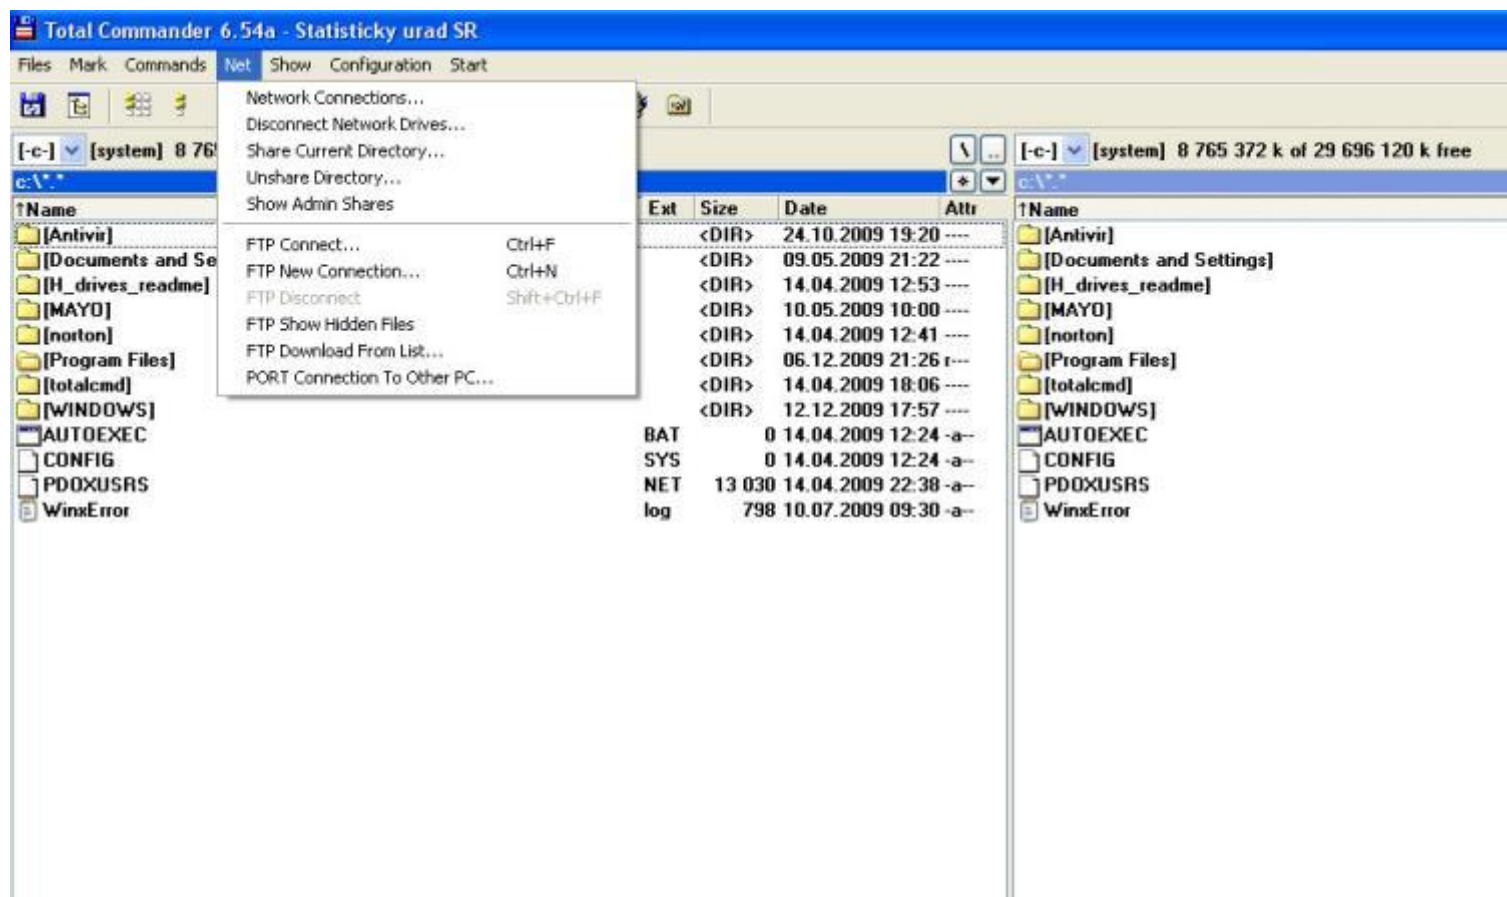 Total Commander 6.54a - Statisticky urad SR
Files Mark Commands Net Show Configuration Start
Network Connections...
Disconnect Network Drives...
Share Current Directory...
Unshare Directory...
Show Admin Shares
FTP Connect... Ctrl+F
FTP New Connection... Ctrl+N
FTP Disconnect Shift+Ctrl+F
FTP Show Hidden Files
FTP Download From List...
PORT Connection To Other PC...
[-c-] [system] 8 76
\ ..
c:\*.*
* ▼
↑Name Ext Size Date Attr
[Antivir] <DIR> 24.10.2009 19:20 ----
[Documents and Se <DIR> 09.05.2009 21:22 ----
[H_drives_readme] <DIR> 14.04.2009 12:53 ----
[MAYO] <DIR> 10.05.2009 10:00 ----
[norton] <DIR> 14.04.2009 12:41 ----
[Program Files] <DIR> 06.12.2009 21:26 r---
[totalcmd] <DIR> 14.04.2009 18:06 ----
[WINDOWS] <DIR> 12.12.2009 17:57 ----
AUTOEXEC BAT 0 14.04.2009 12:24 -a--
CONFIG SYS 0 14.04.2009 12:24 -a--
PDOXUSRS NET 13 030 14.04.2009 22:38 -a--
WinxError log 798 10.07.2009 09:30 -a--
[-c-] [system] 8 765 372 k of 29 696 120 k free
c:\*.*
↑Name
[Antivir]
[Documents and Settings]
[H_drives_readme]
[MAYO]
[norton]
[Program Files]
[totalcmd]
[WINDOWS]
AUTOEXEC
CONFIG
PDOXUSRS
WinxError